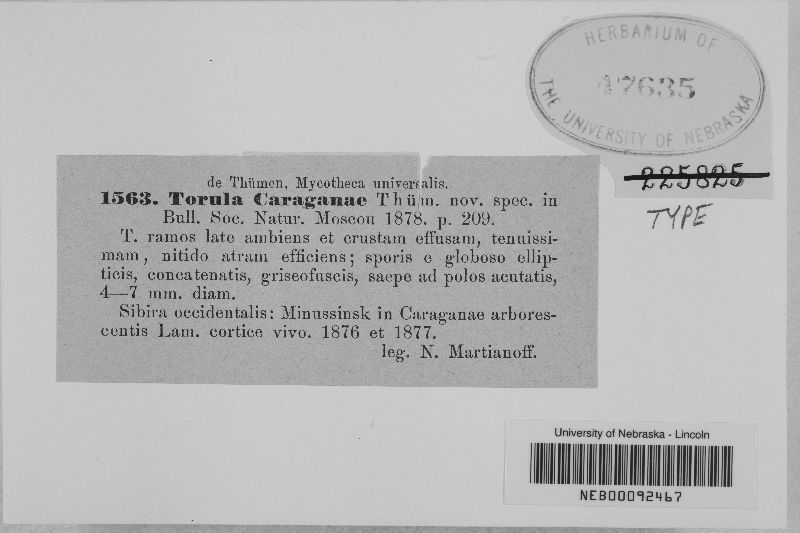 HERBARIUM OF
47635
THE UNIVERSITY OF NEBRASKA
225825
TYPE
de Thümen, Mycotheca universalis.
1563. Torula Caraganae Thüm. nov. spec. in
Bull. Soc. Natur. Moscou 1878. p. 209.
T. ramos late ambiens et crustam effusam, tenuissi-
mam, nitido atram efficiens; sporis e globoso ellip-
ticis, concatenatis, griseofuscis, saepe ad polos acutatis,
4—7 mm. diam.
Sibira occidentalis: Minussinsk in Caraganae arbores-
centis Lam. cortice vivo. 1876 et 1877.
leg. N. Martianoff.
University of Nebraska - Lincoln
NEB00092467